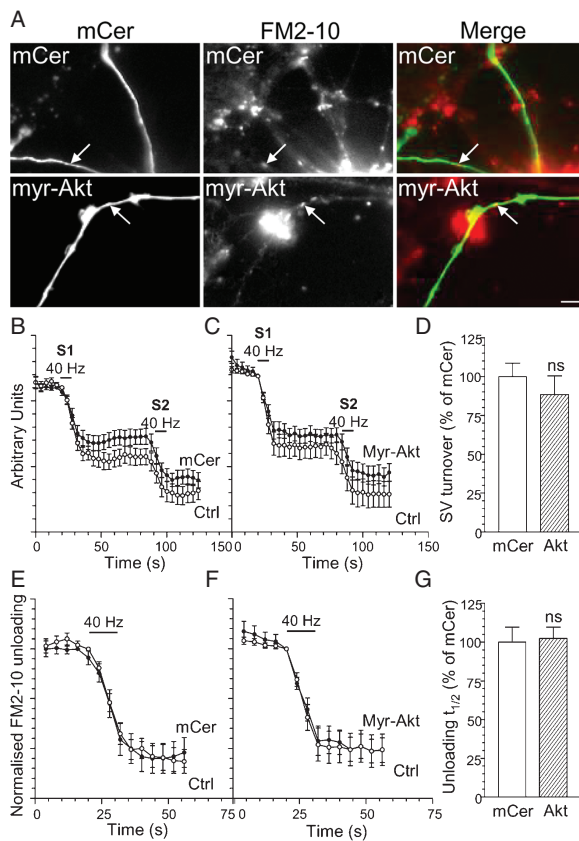 A
mCer FM2-10 Merge
mCer mCer mCer
myr-Akt myr-Akt myr-Akt
B C D
S1 S1
40 Hz 40 Hz
S2 S2
40 Hz 40 Hz
mCer Myr-Akt
Ctrl Ctrl
Arbitrary Units
0 50 100 150
Time (s)
0 50 100 150
Time (s)
SV turnover (% of mCer)
125
100
75
50
25
0
ns
mCer Akt
E F G
40 Hz 40 Hz
mCer Myr-Akt
Ctrl Ctrl
Normalised FM2-10 unloading
0 25 50 75
Time (s)
0 25 50 75
Time (s)
Unloading t1/2 (% of mCer)
125
100
75
50
25
0
ns
mCer Akt